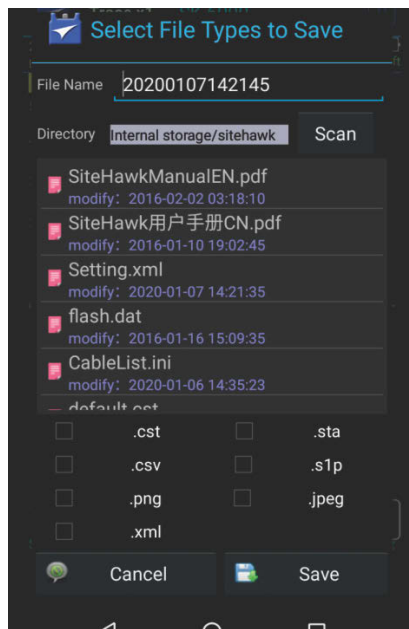 Select File Types to Save
File Name 20200107142145
Directory Internal storage/sitehawk Scan
SiteHawkManualEN.pdf
modify: 2016-02-02 03:18:10
SiteHawk用户手册CN.pdf
modify: 2016-01-10 19:02:45
Setting.xml
modify: 2020-01-07 14:21:35
flash.dat
modify: 2016-01-16 15:09:35
CableList.ini
modify: 2020-01-06 14:35:23
default.cst
.cst .sta
.csv .s1p
.png .jpeg
.xml
Cancel Save